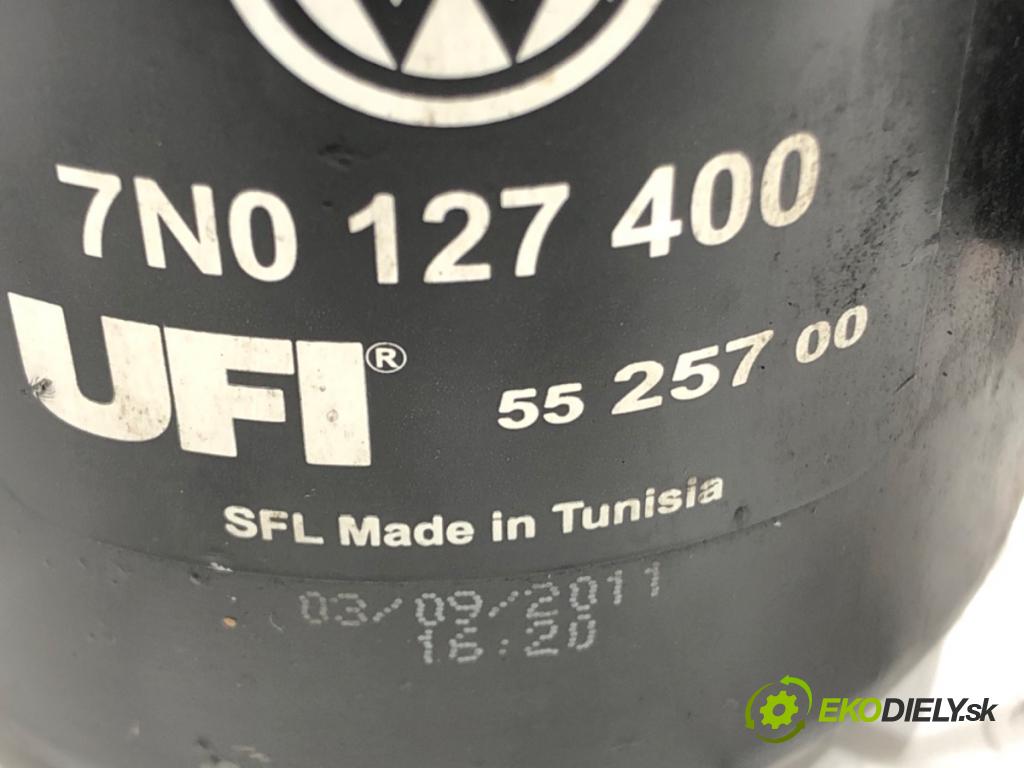 7N0 127 400
UFI®
55 257 00
SFL Made in Tunisia
03/09/2011
16:20
EKODIELY.sk